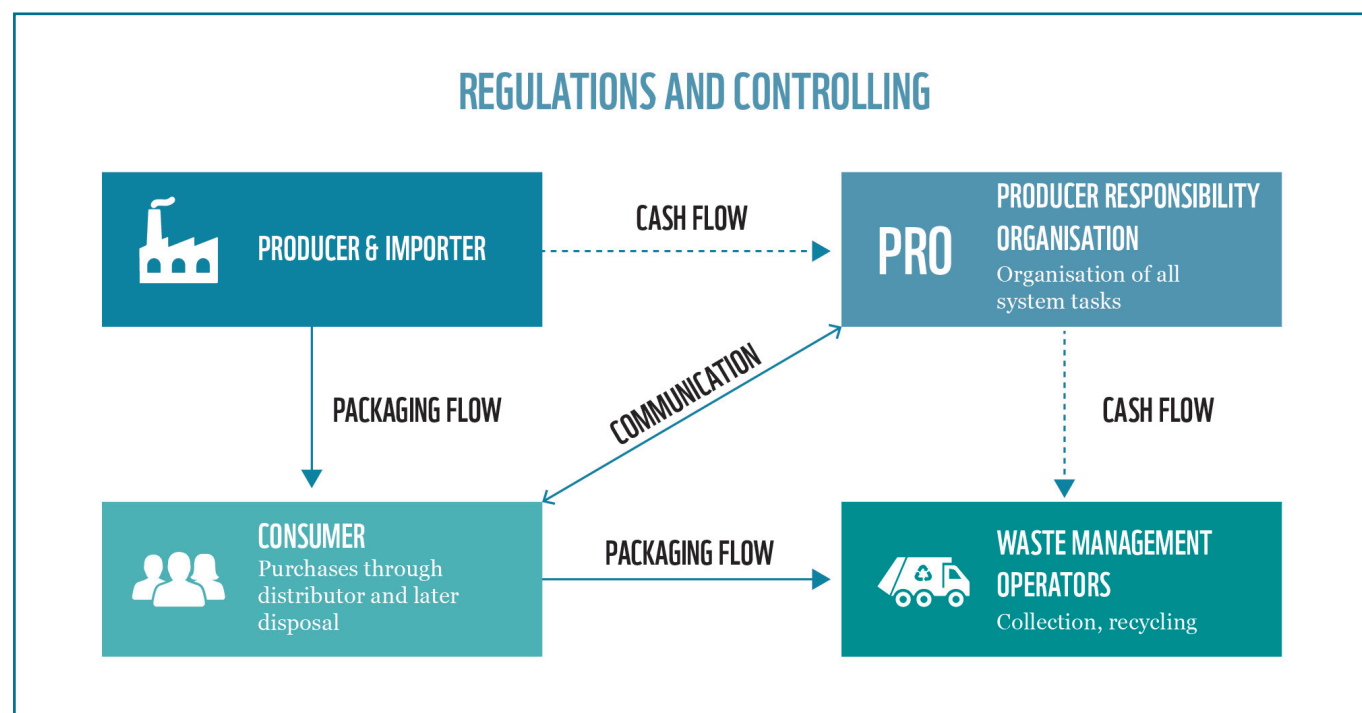 REGULATIONS AND CONTROLLING
PRODUCER & IMPORTER
CASH FLOW
PRO
PRODUCER RESPONSIBILITY
ORGANISATION
Organisation of all
system tasks
PACKAGING FLOW
COMMUNICATION
CASH FLOW
CONSUMER
Purchases through
distributor and later
disposal
PACKAGING FLOW
WASTE MANAGEMENT
OPERATORS
Collection, recycling